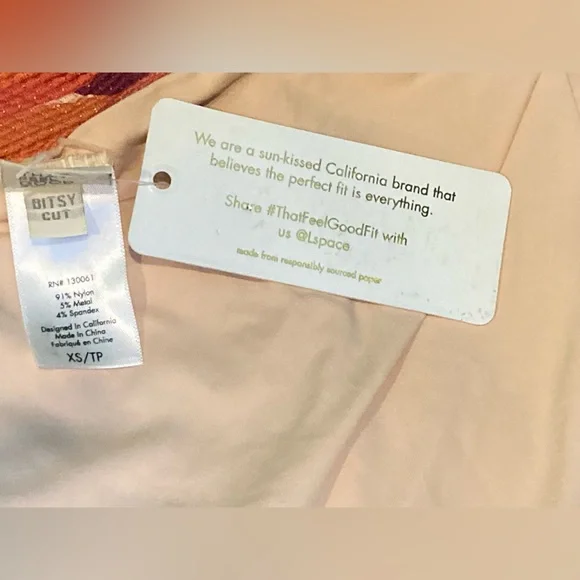 BITSY
CUT
RN# 130061
91% Nylon
5% Metal
4% Spandex
Designed In California
Made In China
Fabriqué en Chine
XS/TP
We are a sun-kissed California brand that
believes the perfect fit is everything.
Share #ThatFeelGoodFit with
us @Lspace
made from responsibly sourced paper